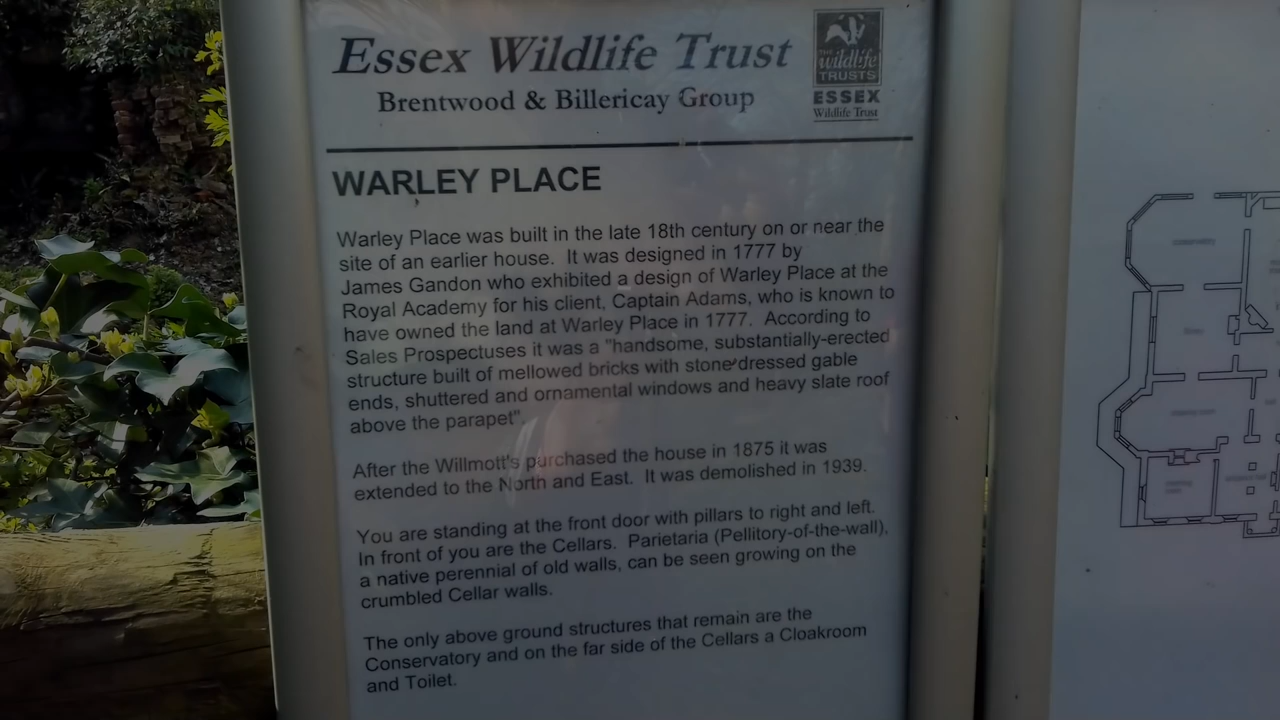 Essex Wildlife Trust
Brentwood & Billericay Group
THE
wildlife
TRUSTS
ESSEX
Wildlife Trust
WARLEY PLACE
Warley Place was built in the late 18th century on or near the
site of an earlier house. It was designed in 1777 by
James Gandon who exhibited a design of Warley Place at the
Royal Academy for his client, Captain Adams, who is known to
have owned the land at Warley Place in 1777. According to
Sales Prospectuses it was a "handsome, substantially-erected
structure built of mellowed bricks with stone dressed gable
ends, shuttered and ornamental windows and heavy slate roof
above the parapet".
After the Willmott's purchased the house in 1875 it was
extended to the North and East. It was demolished in 1939.
You are standing at the front door with pillars to right and left.
In front of you are the Cellars. Parietaria (Pellitory-of-the-wall),
a native perennial of old walls, can be seen growing on the
crumbled Cellar walls.
The only above ground structures that remain are the
Conservatory and on the far side of the Cellars a Cloakroom
and Toilet.